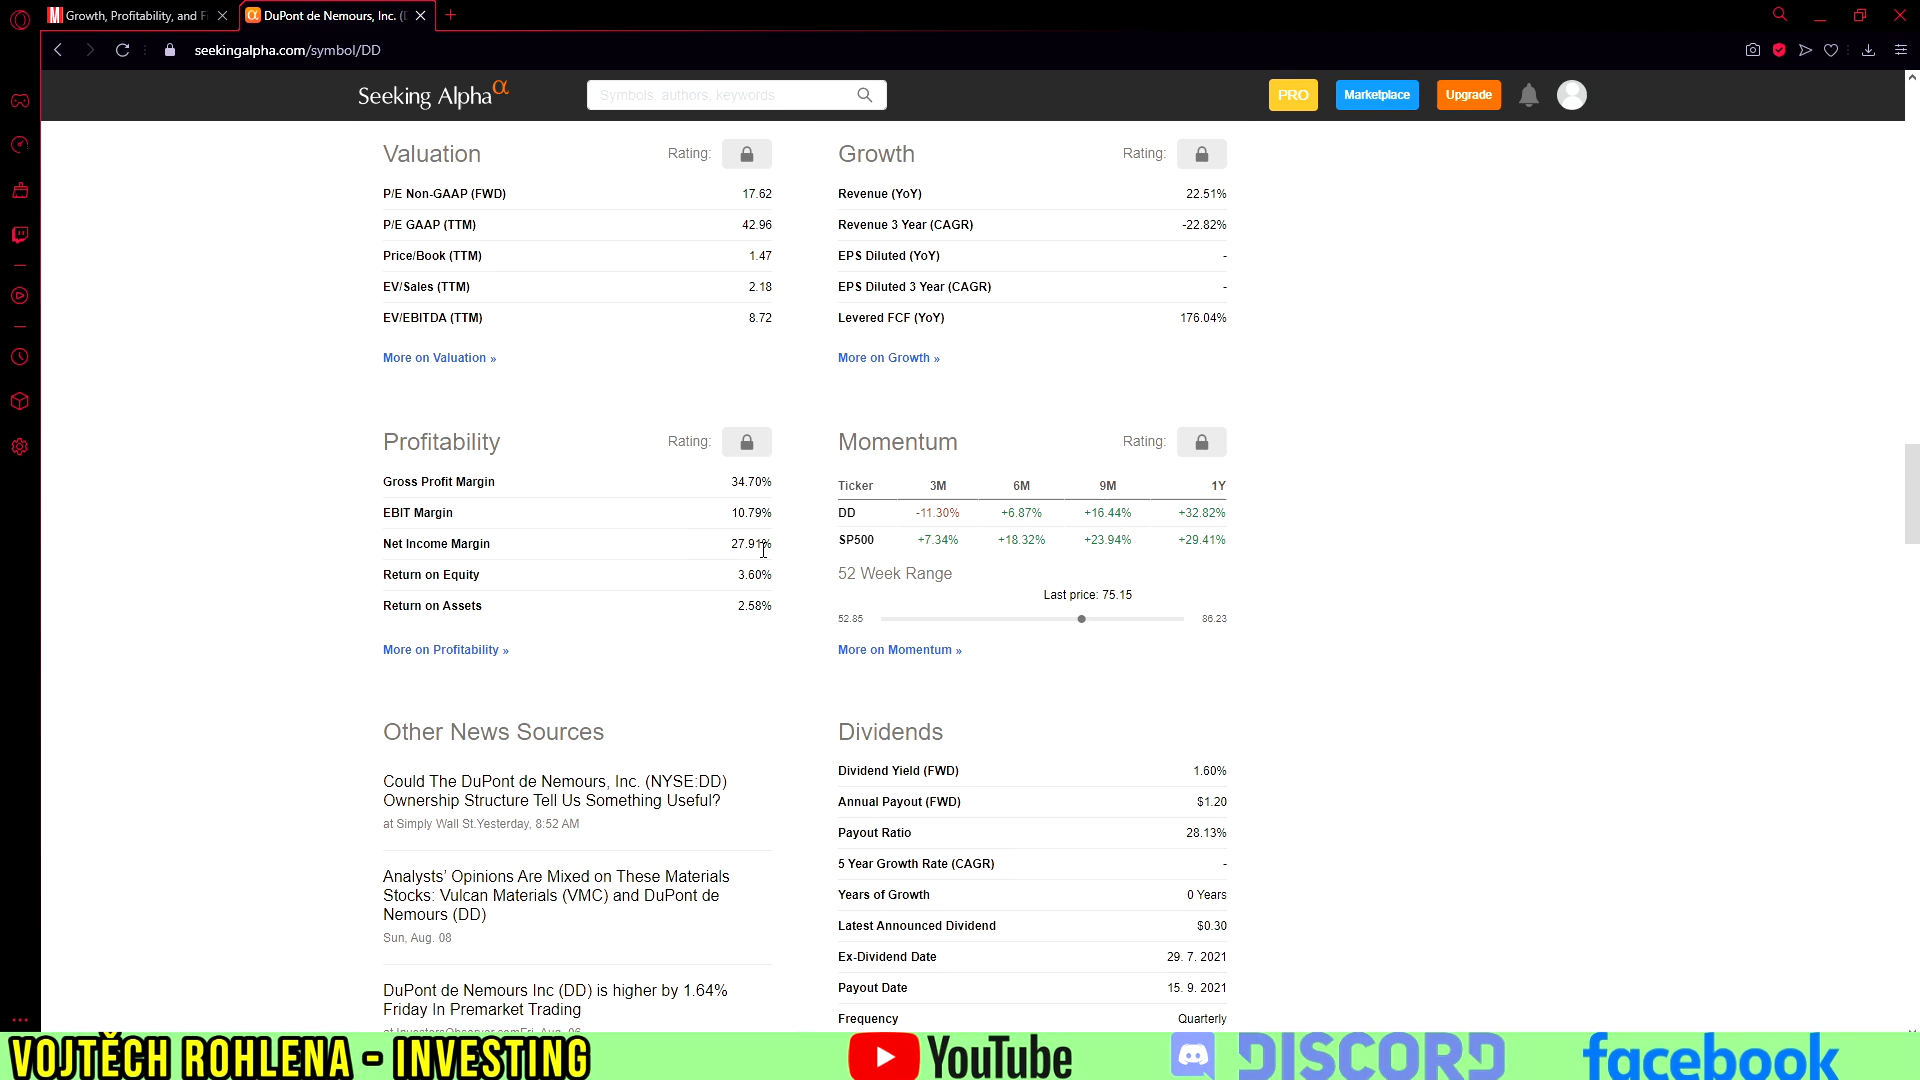 Growth, Profitability, and Fi
DuPont de Nemours, Inc. (D
seekingalpha.com/symbol/DD
Seeking Alpha α
Symbols, authors, keywords
PRO
Marketplace
Upgrade
Valuation
Rating:
P/E Non-GAAP (FWD) 17.62
P/E GAAP (TTM) 42.96
Price/Book (TTM) 1.47
EV/Sales (TTM) 2.18
EV/EBITDA (TTM) 8.72
More on Valuation »
Growth
Rating:
Revenue (YoY) 22.51%
Revenue 3 Year (CAGR) -22.82%
EPS Diluted (YoY) -
EPS Diluted 3 Year (CAGR) -
Levered FCF (YoY) 176.04%
More on Growth »
Profitability
Rating:
Gross Profit Margin 34.70%
EBIT Margin 10.79%
Net Income Margin 27.91%
Return on Equity 3.60%
Return on Assets 2.58%
More on Profitability »
Momentum
Rating:
Ticker 3M 6M 9M 1Y
DD -11.30% +6.87% +16.44% +32.82%
SP500 +7.34% +18.32% +23.94% +29.41%
52 Week Range
Last price: 75.15
52.85 86.23
More on Momentum »
Other News Sources
Could The DuPont de Nemours, Inc. (NYSE:DD)
Ownership Structure Tell Us Something Useful?
at Simply Wall St.Yesterday, 8:52 AM
Analysts' Opinions Are Mixed on These Materials
Stocks: Vulcan Materials (VMC) and DuPont de
Nemours (DD)
Sun, Aug. 08
DuPont de Nemours Inc (DD) is higher by 1.64%
Friday In Premarket Trading
at InvestorsObserver.comFri, Aug. 06
Dividends
Dividend Yield (FWD) 1.60%
Annual Payout (FWD) $1.20
Payout Ratio 28.13%
5 Year Growth Rate (CAGR) -
Years of Growth 0 Years
Latest Announced Dividend $0.30
Ex-Dividend Date 29. 7. 2021
Payout Date 15. 9. 2021
Frequency Quarterly
VOJTĚCH ROHLENA - INVESTING
YouTube
DISCORD
facebook